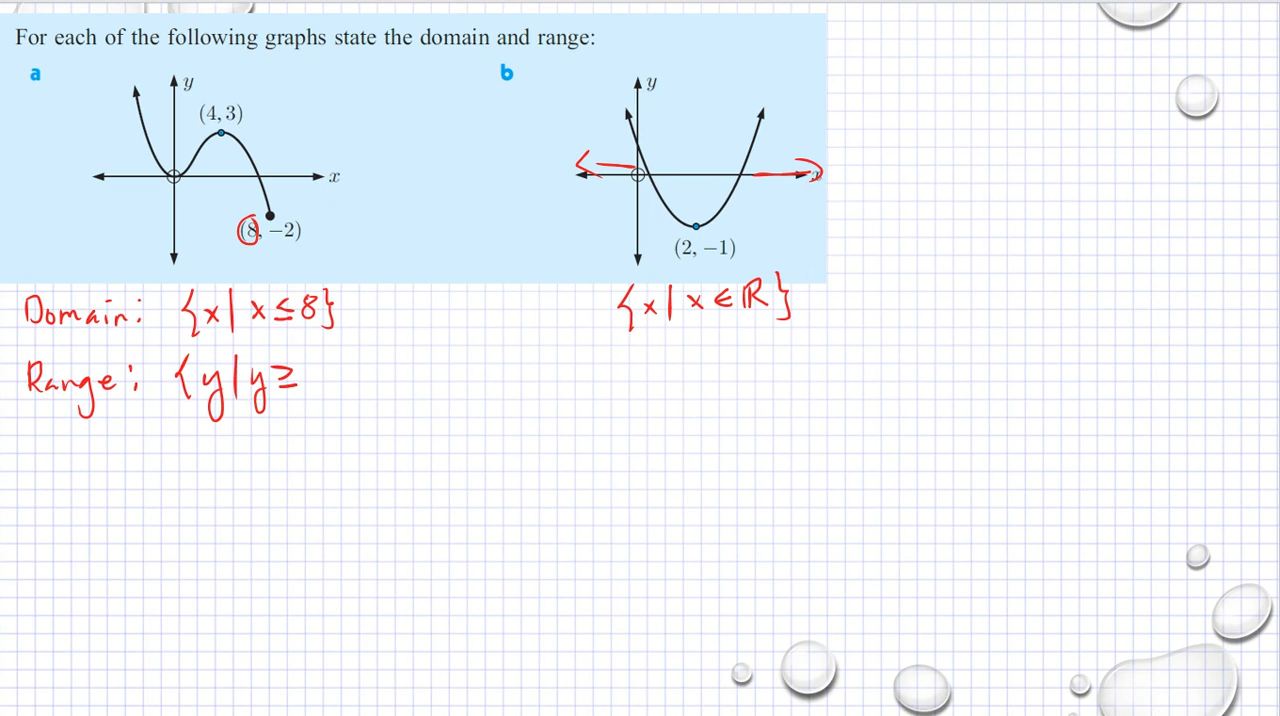 For each of the following graphs state the domain and range:
a
b
y
(4, 3)
x
(8, −2)
y
x
(2, −1)
Domain: {x | x ≤ 8}
{x | x ∈ ℝ}
Range: {y | y ≥